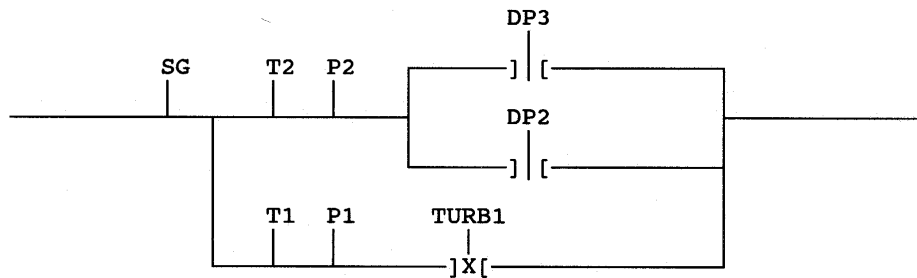 DP3
SG T2 P2
] [
DP2
] [
T1 P1 TURB1
]X[